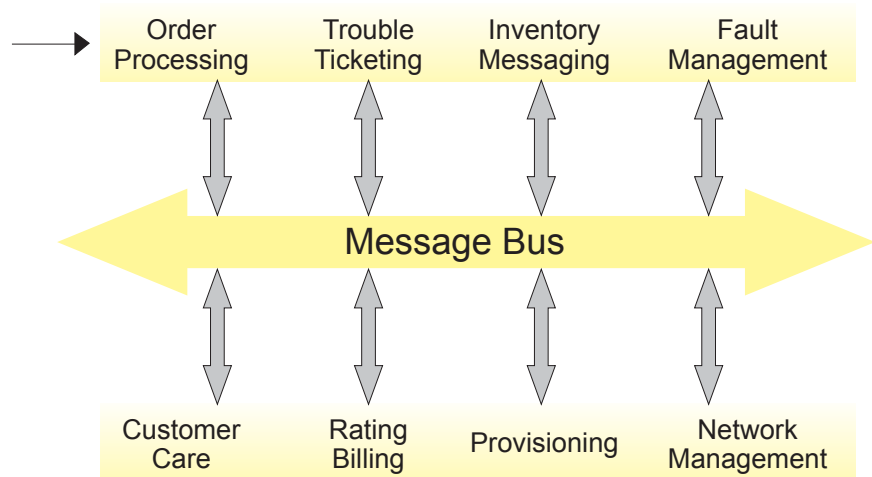 Order
Processing
Trouble
Ticketing
Inventory
Messaging
Fault
Management
Message Bus
Customer
Care
Rating
Billing
Provisioning
Network
Management